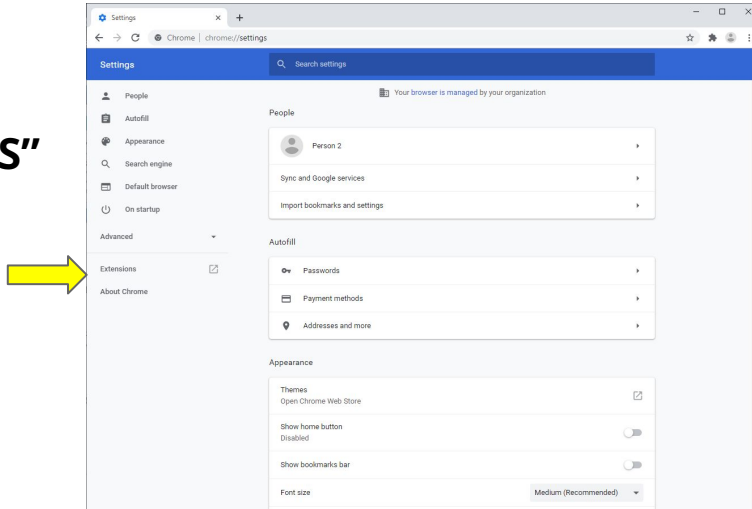 Settings
Chrome | chrome://settings
Settings
Search settings
S"
People
Autofill
Appearance
Search engine
Default browser
On startup
Advanced
Extensions
About Chrome
Your browser is managed by your organization
People
Person 2
Sync and Google services
Import bookmarks and settings
Autofill
Passwords
Payment methods
Addresses and more
Appearance
Themes
Open Chrome Web Store
Show home button
Disabled
Show bookmarks bar
Font size
Medium (Recommended)